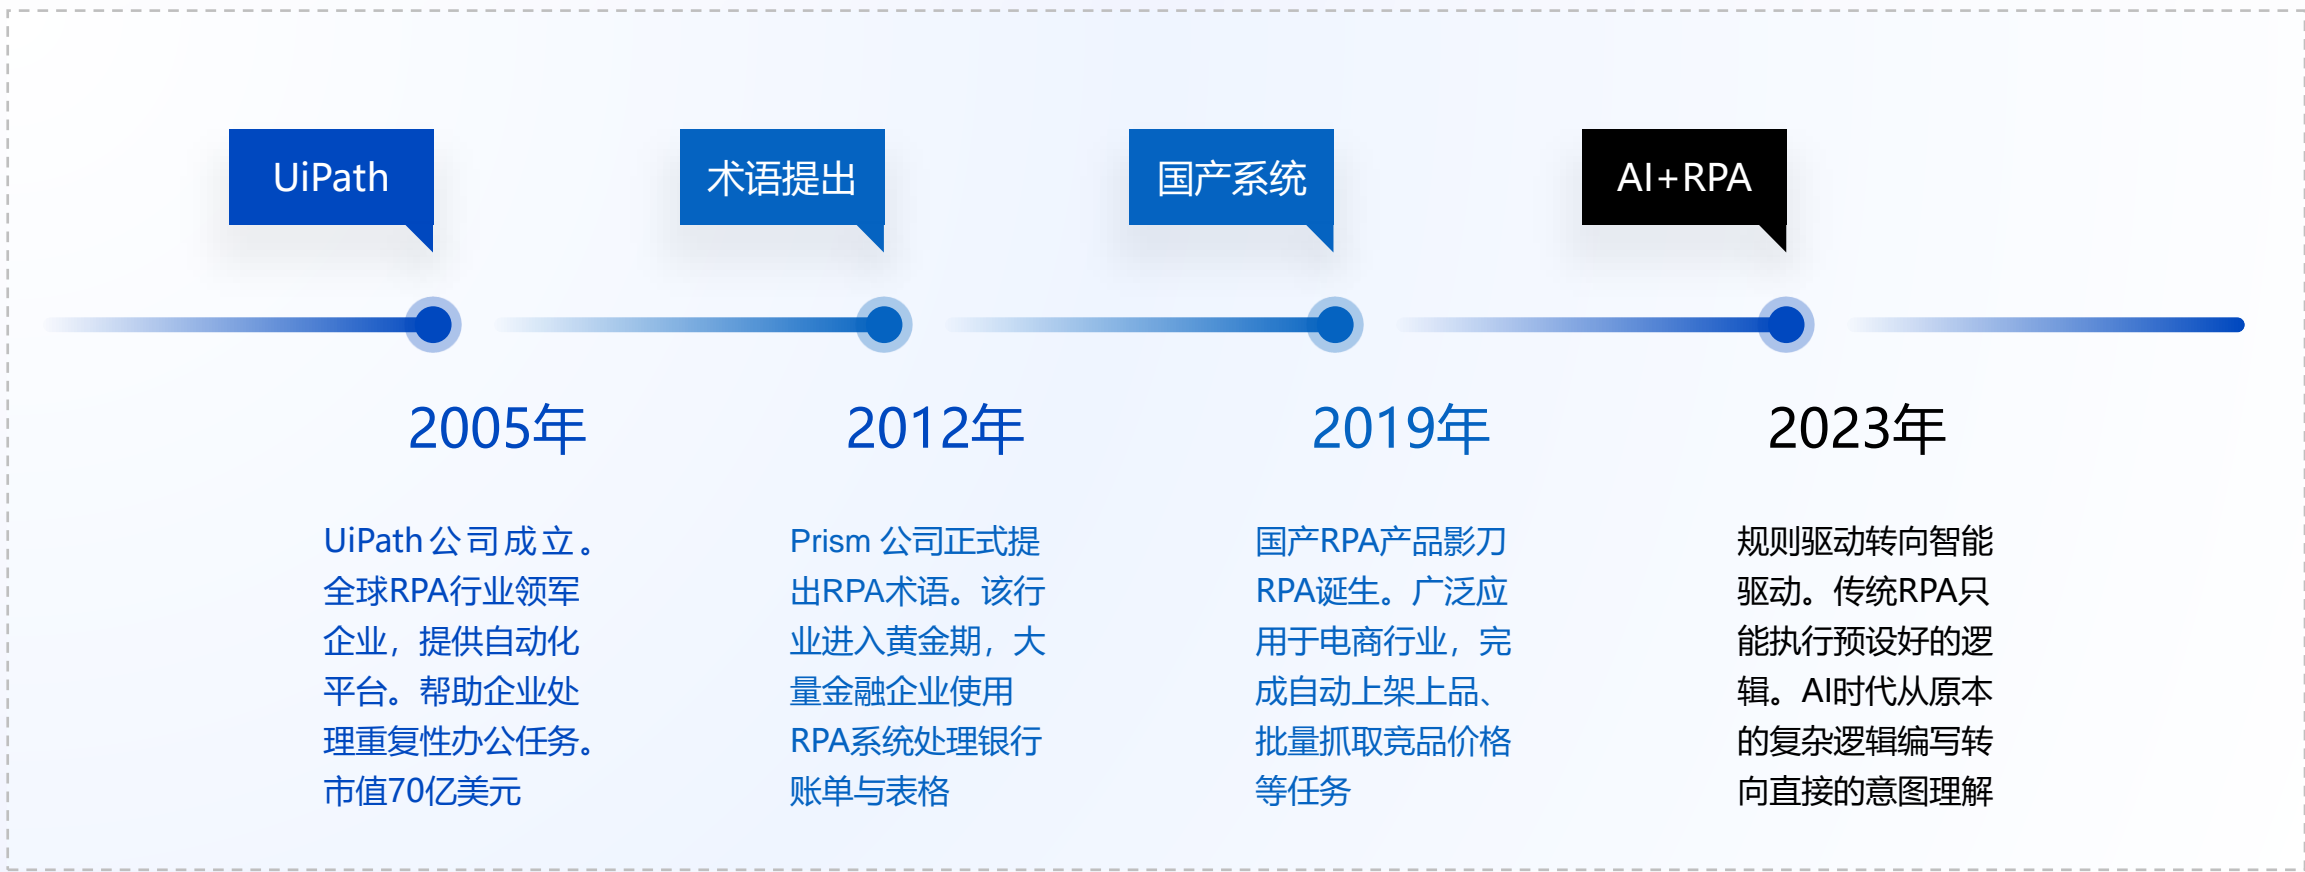 UiPath
术语提出
国产系统
AI+RPA
2005年
2012年
2019年
2023年
UiPath公司成立。
全球RPA行业领军
企业，提供自动化
平台。帮助企业处
理重复性办公任务。
市值70亿美元
Prism 公司正式提
出RPA术语。该行
业进入黄金期，大
量金融企业使用
RPA系统处理银行
账单与表格
国产RPA产品影刀
RPA诞生。广泛应
用于电商行业，完
成自动上架上品、
批量抓取竞品价格
等任务
规则驱动转向智能
驱动。传统RPA只
能执行预设好的逻
辑。AI时代从原本
的复杂逻辑编写转
向直接的意图理解